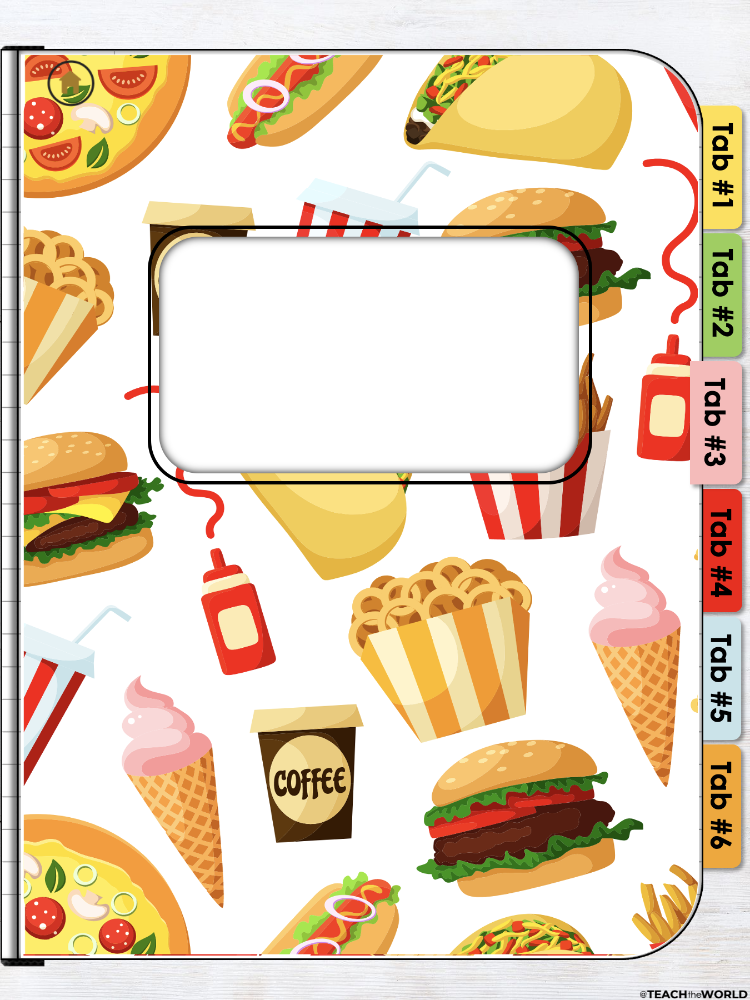 Tab #1
Tab #2
Tab #3
Tab #4
Tab #5
Tab #6
COFFEE
@TEACHtheWORLD